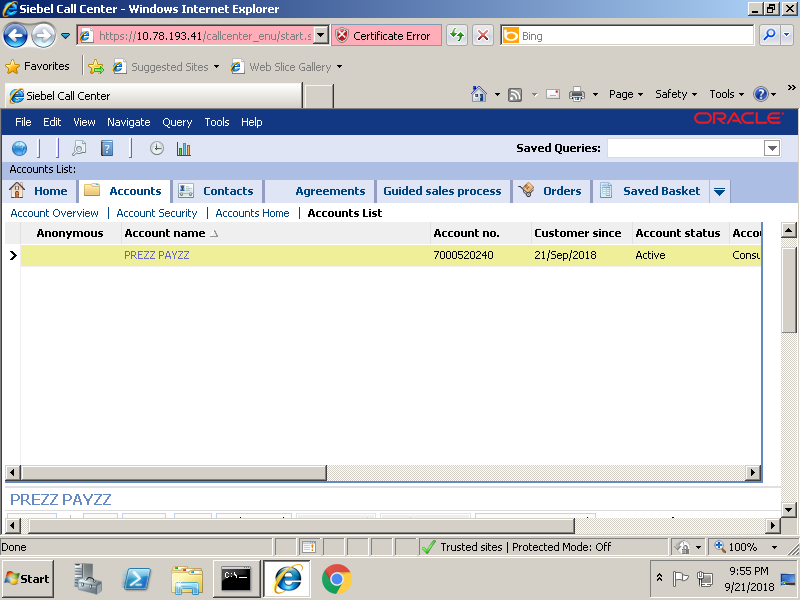 Siebel Call Center - Windows Internet Explorer
https://10.78.193.41/callcenter_enu/start.s
Certificate Error
Bing
Favorites
Suggested Sites
Web Slice Gallery
Siebel Call Center
Page
Safety
Tools
File Edit View Navigate Query Tools Help
ORACLE
Saved Queries:
Accounts List:
Home
Accounts
Contacts
Agreements
Guided sales process
Orders
Saved Basket
Account Overview | Account Security | Accounts Home | Accounts List
Anonymous Account name Account no. Customer since Account status Accou
PREZZ PAYZZ 7000520240 21/Sep/2018 Active Consu
PREZZ PAYZZ
Done
Trusted sites | Protected Mode: Off
100%
Start
C:\.
9:55 PM
9/21/2018